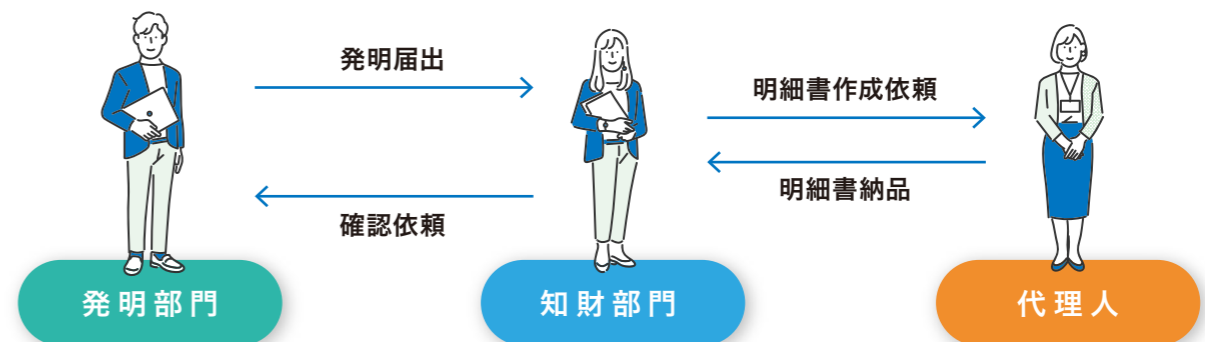 発明届出
明細書作成依頼
明細書納品
確認依頼
発明部門
知財部門
代理人